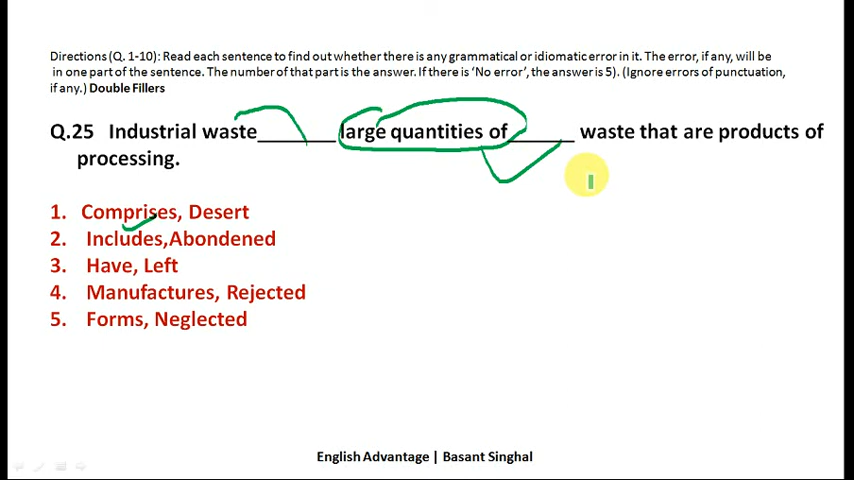 Directions (Q. 1-10): Read each sentence to find out whether there is any grammatical or idiomatic error in it. The error, if any, will be
in one part of the sentence. The number of that part is the answer. If there is ‘No error’, the answer is 5). (Ignore errors of punctuation,
if any.) Double Fillers
Q.25 Industrial waste_______ large quantities of______ waste that are products of
processing.
1. Comprises, Desert
2. Includes,Abondened
3. Have, Left
4. Manufactures, Rejected
5. Forms, Neglected
English Advantage | Basant Singhal